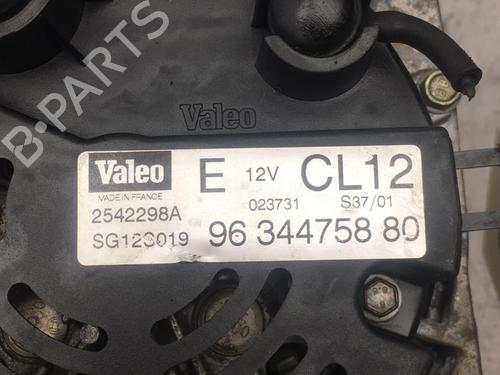 B-PARTS
Valeo
Valeo E 12V CL12
MADE IN FRANCE 023731 S37/01
2542298A
SG12S019 96 344758 80